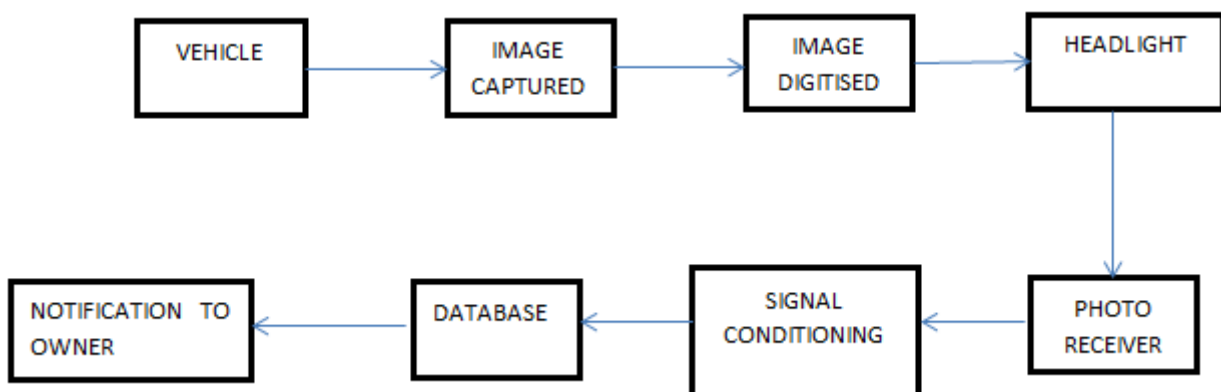 VEHICLE
IMAGE
CAPTURED
IMAGE
DIGITISED
HEADLIGHT
PHOTO
RECEIVER
SIGNAL
CONDITIONING
DATABASE
NOTIFICATION TO
OWNER